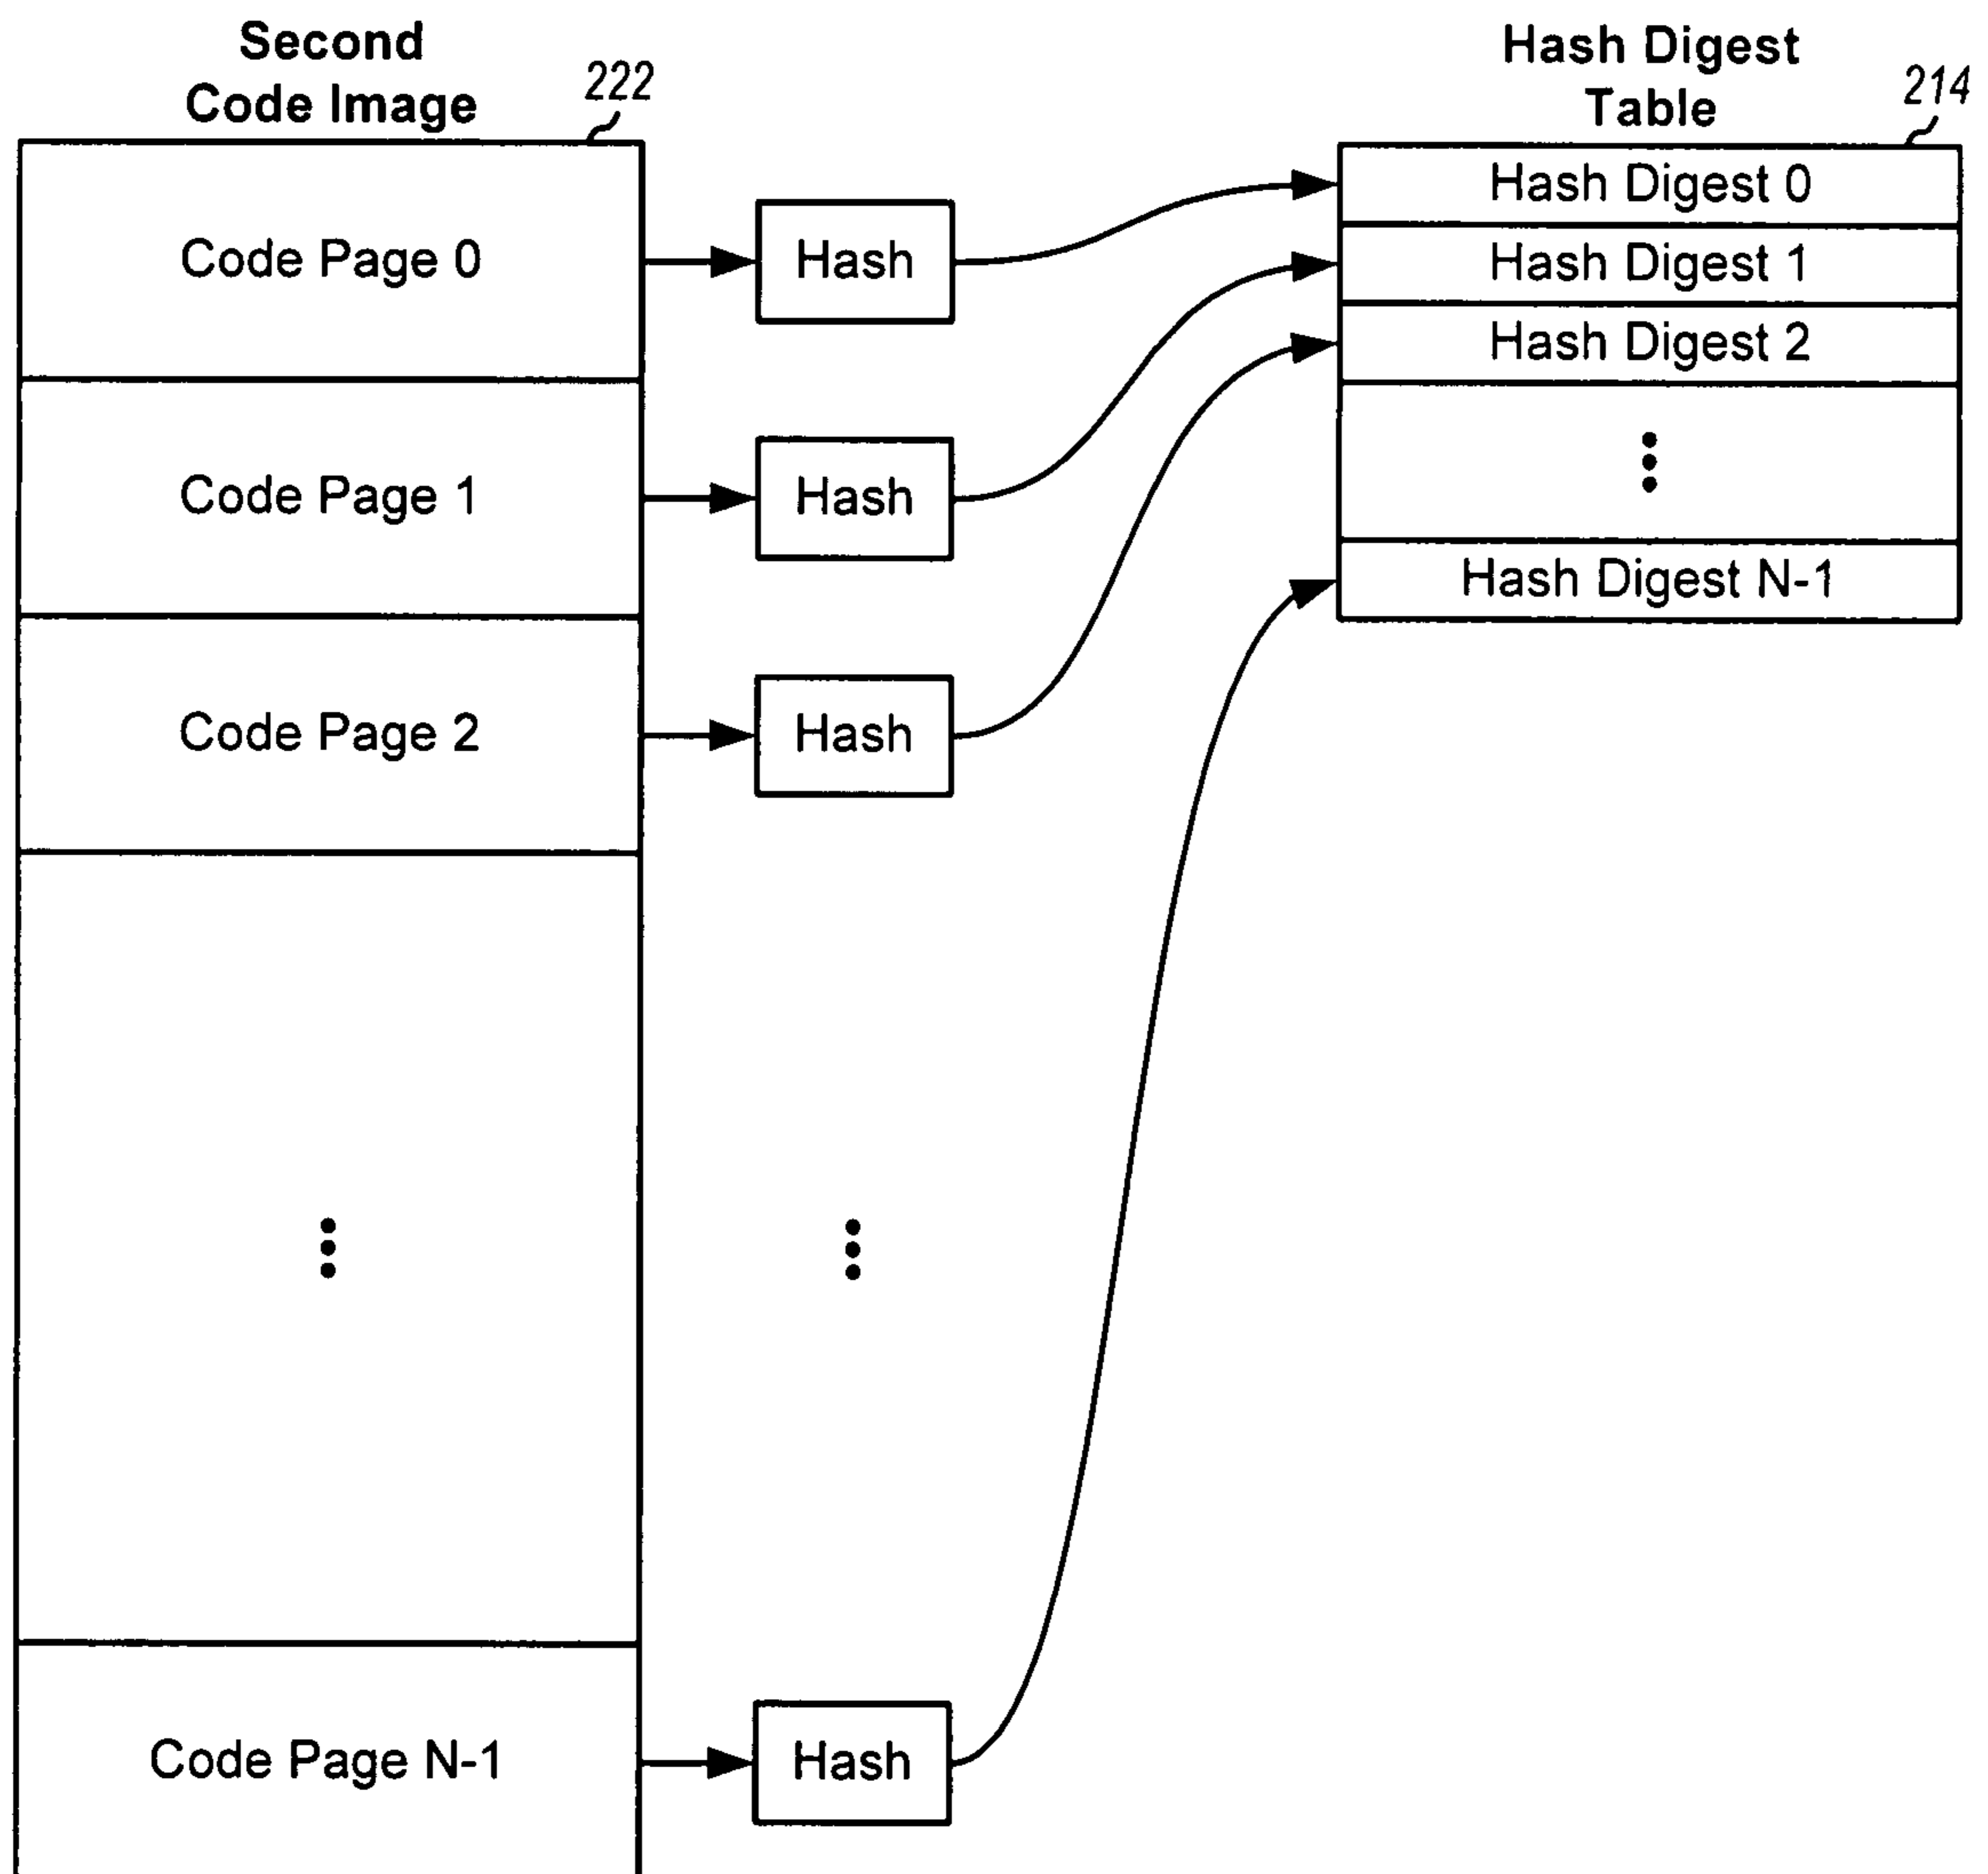 Second
Code Image
222
Hash Digest
Table
214
Code Page 0
Hash
Hash Digest 0
Hash Digest 1
Hash Digest 2
Hash Digest N-1
Code Page 1
Hash
Code Page 2
Hash
Code Page N-1
Hash